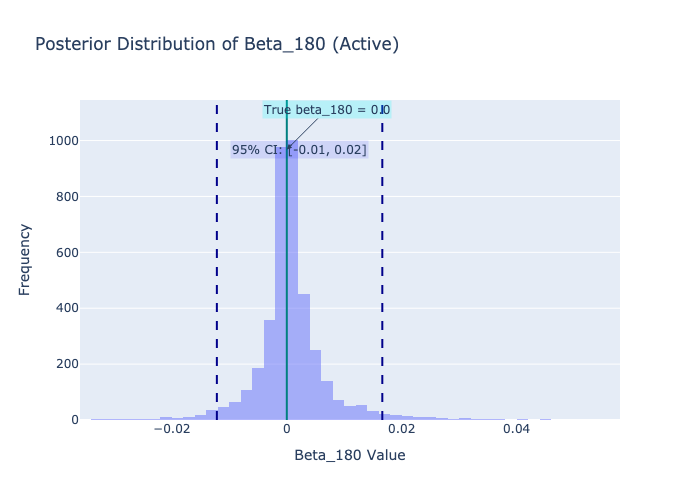 Posterior Distribution of Beta_180 (Active)
True beta_180 = 0.0
95% CI: [-0.01, 0.02]
1000
800
600
400
200
0
Frequency
−0.02
0
0.02
0.04
Beta_180 Value